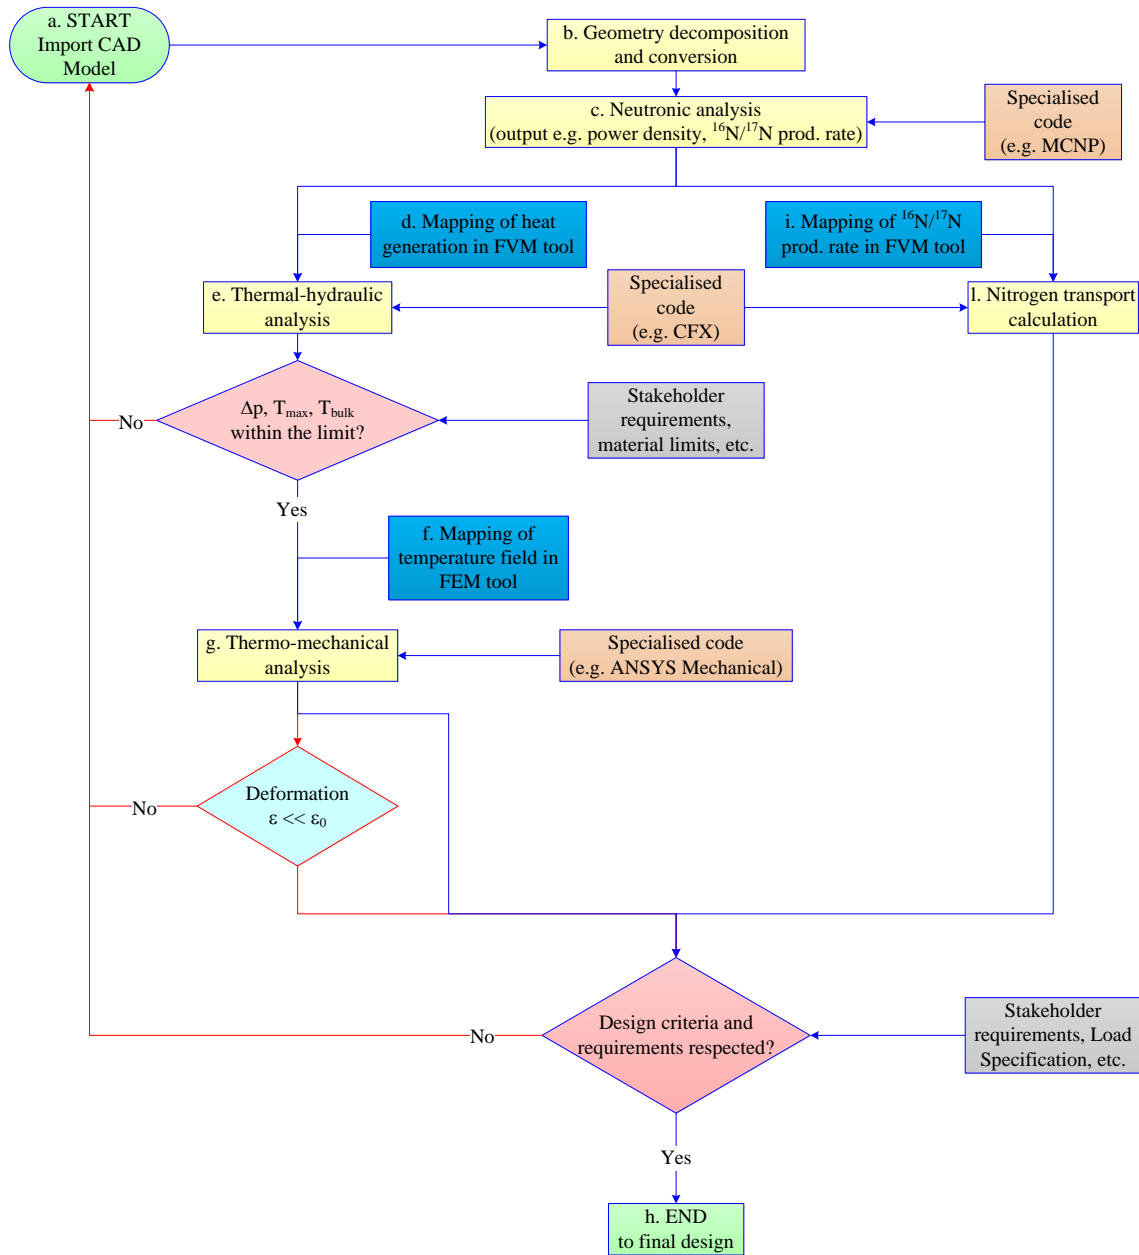 a. START
Import CAD
Model
b. Geometry decomposition
and conversion
c. Neutronic analysis
(output e.g. power density, ¹⁶N/¹⁷N prod. rate)
Specialised
code
(e.g. MCNP)
d. Mapping of heat
generation in FVM tool
i. Mapping of ¹⁶N/¹⁷N
prod. rate in FVM tool
e. Thermal-hydraulic
analysis
Specialised
code
(e.g. CFX)
l. Nitrogen transport
calculation
Δp, Tmax, Tbulk
within the limit?
No
Stakeholder
requirements,
material limits, etc.
Yes
f. Mapping of
temperature field in
FEM tool
g. Thermo-mechanical
analysis
Specialised code
(e.g. ANSYS Mechanical)
Deformation
ε << ε₀
No
Design criteria and
requirements respected?
No
Stakeholder
requirements, Load
Specification, etc.
Yes
h. END
to final design